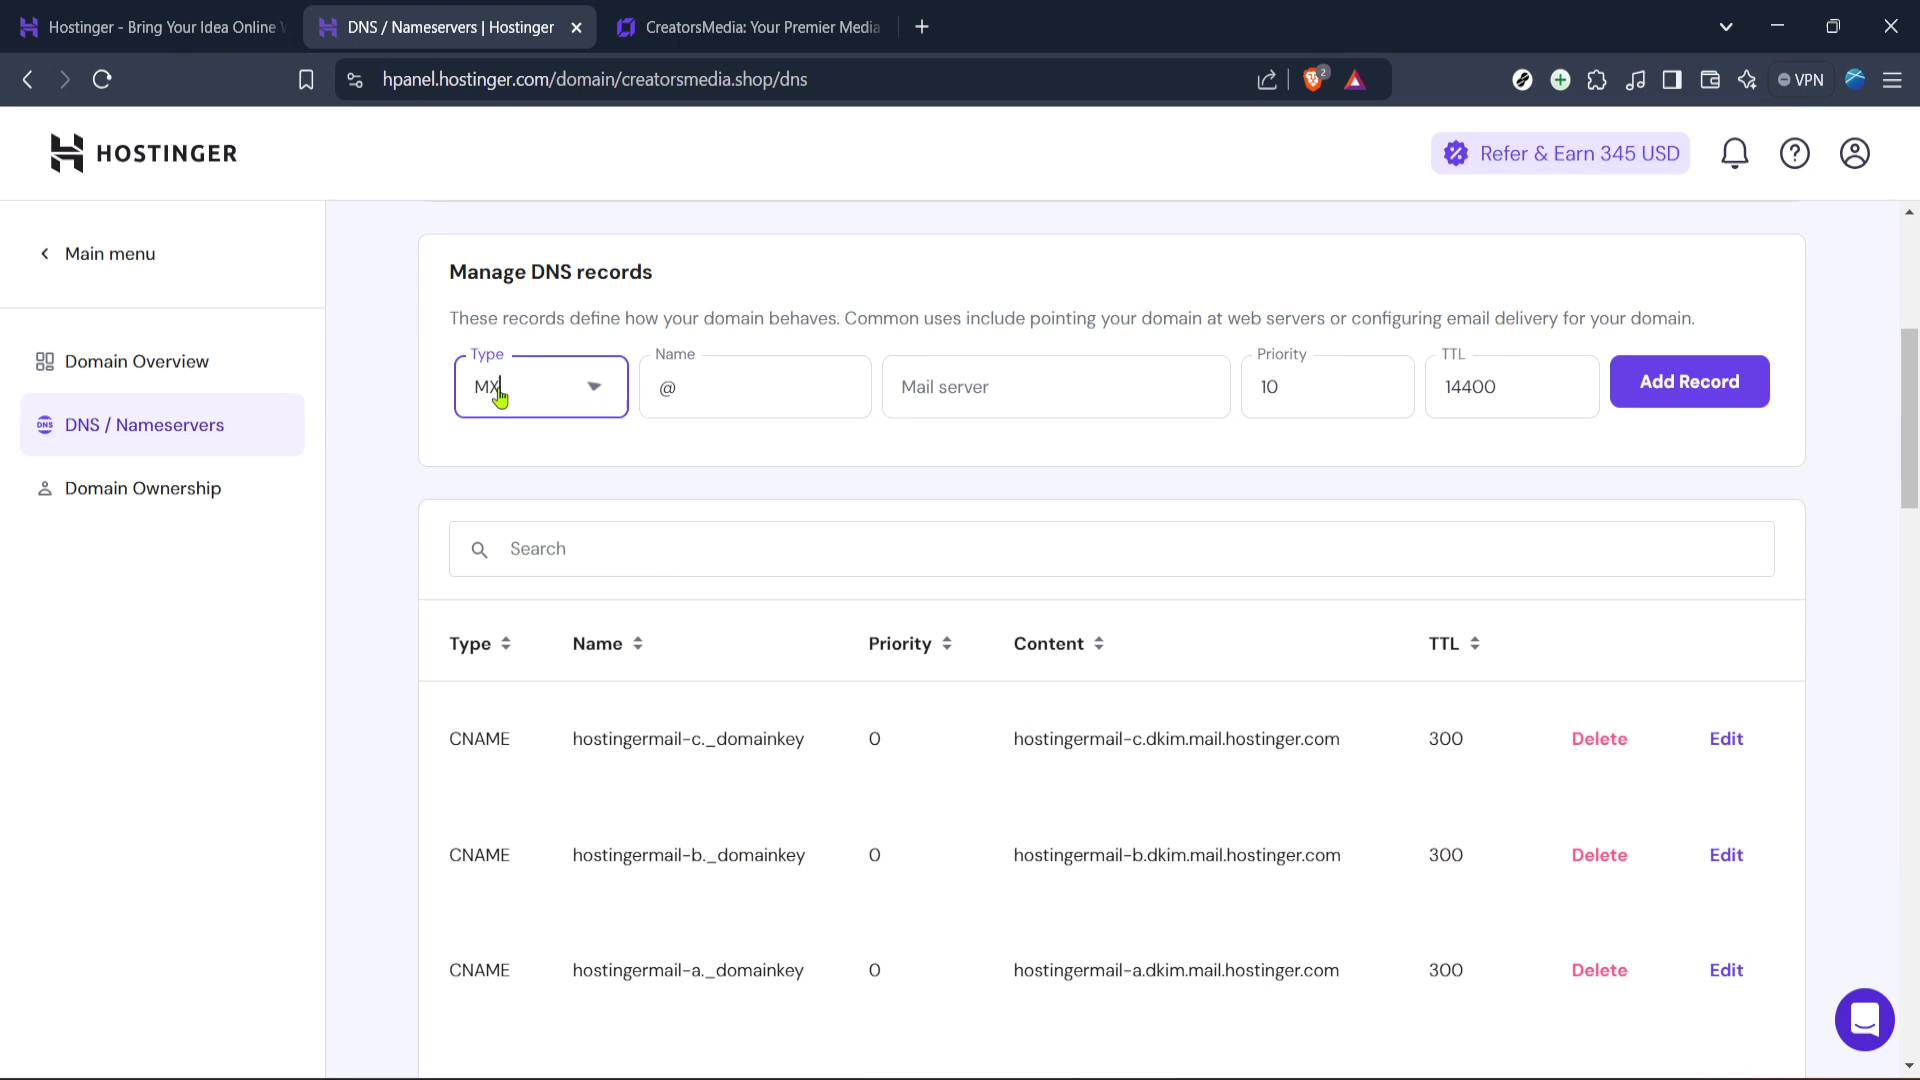 Hostinger - Bring Your Idea Online
DNS / Nameservers | Hostinger
CreatorsMedia: Your Premier Media
hpanel.hostinger.com/domain/creatorsmedia.shop/dns
2
VPN
HOSTINGER
Refer & Earn 345 USD
Main menu
Domain Overview
DNS
DNS / Nameservers
Domain Ownership
Manage DNS records
These records define how your domain behaves. Common uses include pointing your domain at web servers or configuring email delivery for your domain.
Type Name Priority TTL
MX @ Mail server 10 14400 Add Record
Search
Type Name Priority Content TTL
CNAME hostingermail-c._domainkey 0 hostingermail-c.dkim.mail.hostinger.com 300 Delete Edit
CNAME hostingermail-b._domainkey 0 hostingermail-b.dkim.mail.hostinger.com 300 Delete Edit
CNAME hostingermail-a._domainkey 0 hostingermail-a.dkim.mail.hostinger.com 300 Delete Edit